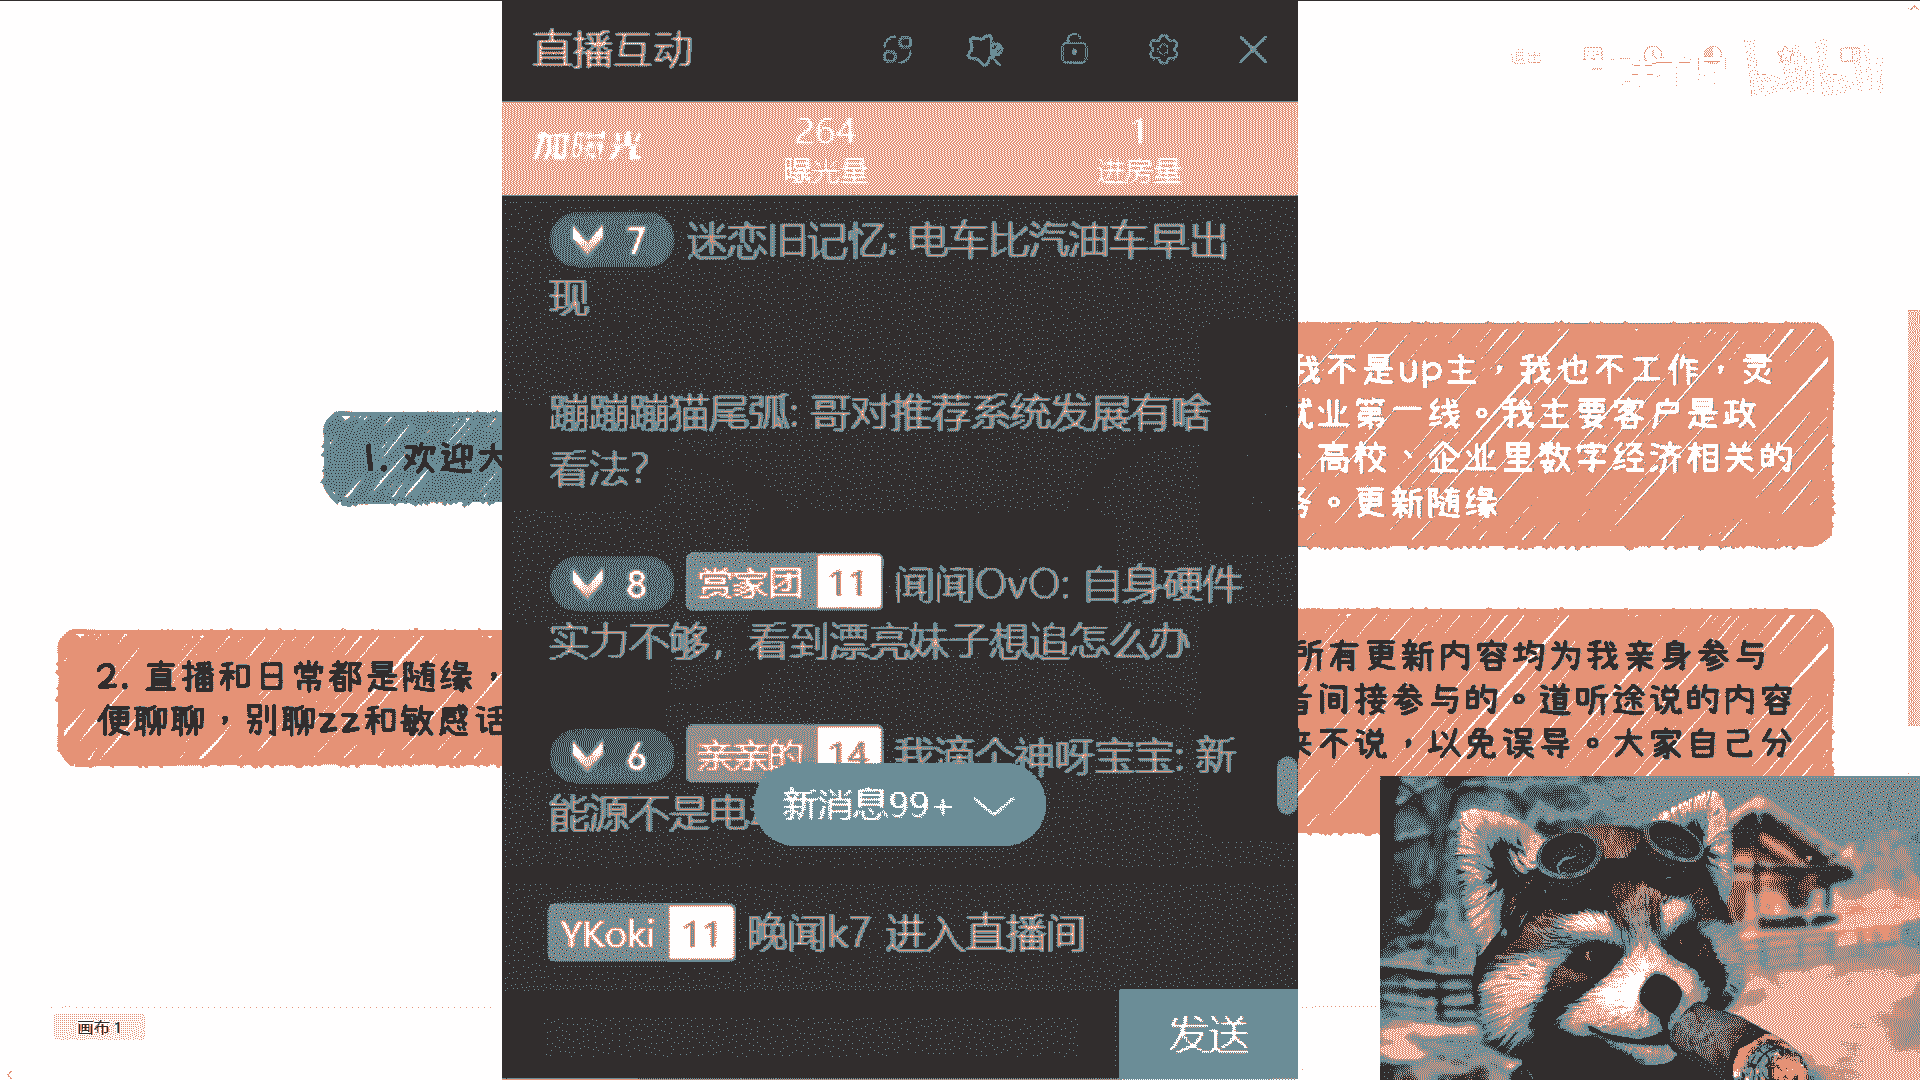 直播互动
加时光
264
曝光量
1
进房量
7 迷恋旧记忆: 电车比汽油车早出
现
蹦蹦蹦猫尾弧: 哥对推荐系统发展有啥
看法?
8 赏家团 11 闻闻OvO: 自身硬件
实力不够，看到漂亮妹子想追怎么办
6 亲亲的 14 我滴个神呀宝宝: 新
能源不是电
新消息99+
YKoki 11 晚闻k7 进入直播间
发送
1. 欢迎大
2. 直播和日常都是随缘，
便聊聊，别聊zz和敏感话
我不是up主，我也不工作，灵
就业第一线。我主要客户是政
、高校、企业里数字经济相关的
务。更新随缘
所有更新内容均为我亲身参与
者间接参与的。道听途说的内容
来不说，以免误导。大家自己分
画布 1